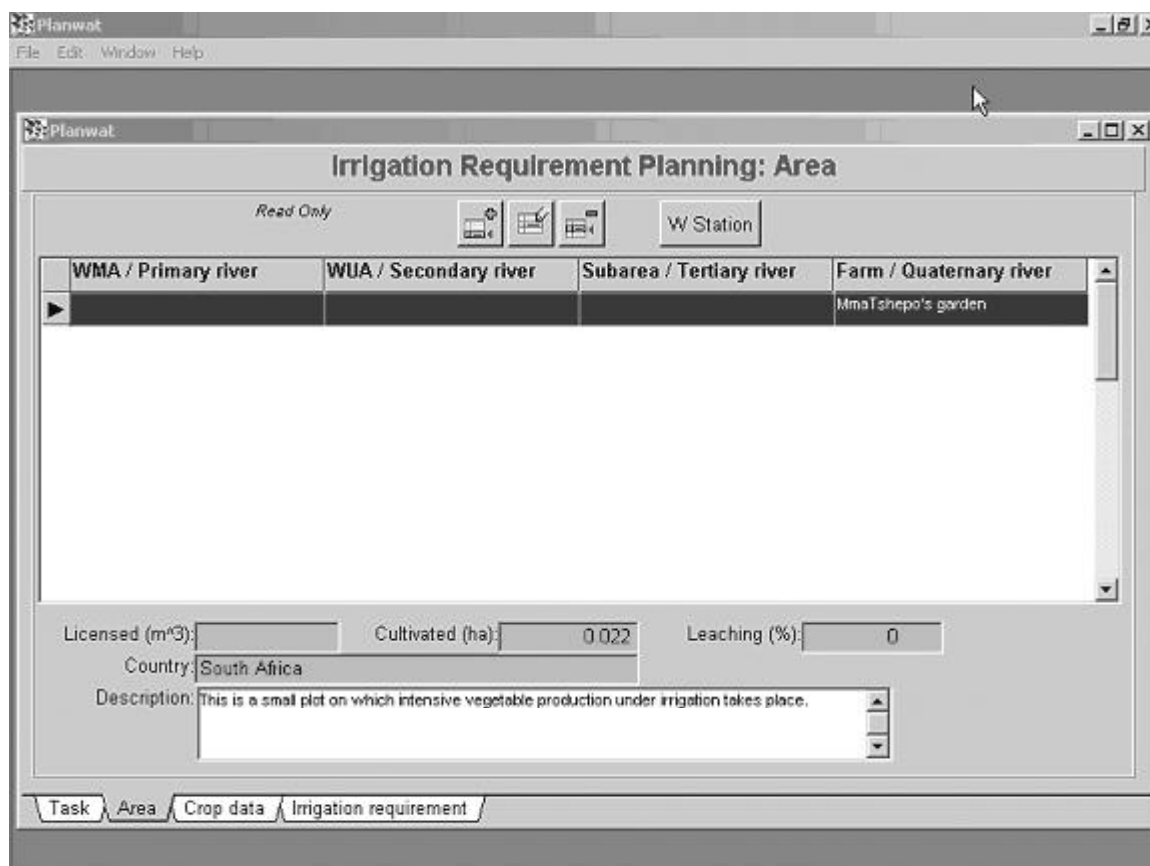 Planwat
File Edit Window Help
Planwat
Irrigation Requirement Planning: Area
Read Only
W Station
WMA / Primary river WUA / Secondary river Subarea / Tertiary river Farm / Quaternary river
MmaTshepo's garden
Licensed (m^3): Cultivated (ha): 0.022 Leaching (%): 0
Country: South Africa
Description: This is a small plot on which intensive vegetable production under irrigation takes place.
Task Area Crop data Irrigation requirement